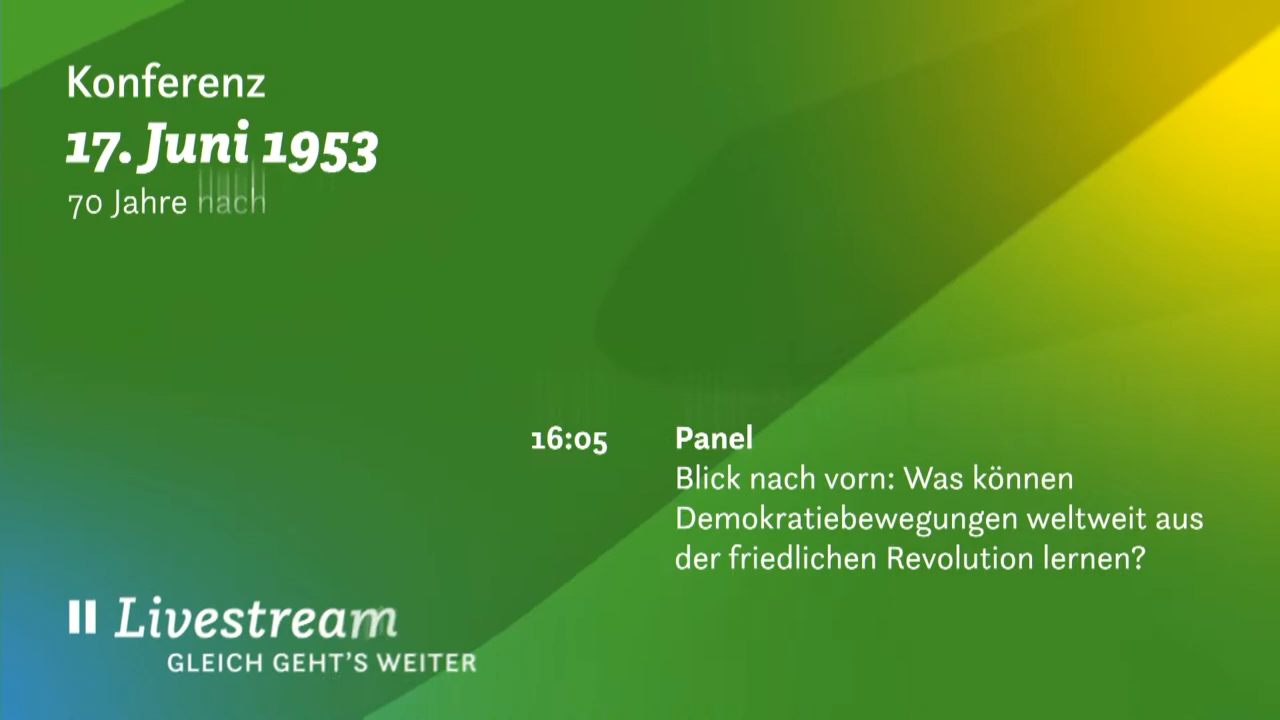 Konferenz
17. Juni 1953
70 Jahre nach
16:05
Panel
Blick nach vorn: Was können
Demokratiebewegungen weltweit aus
der friedlichen Revolution lernen?
Livestream
GLEICH GEHT'S WEITER